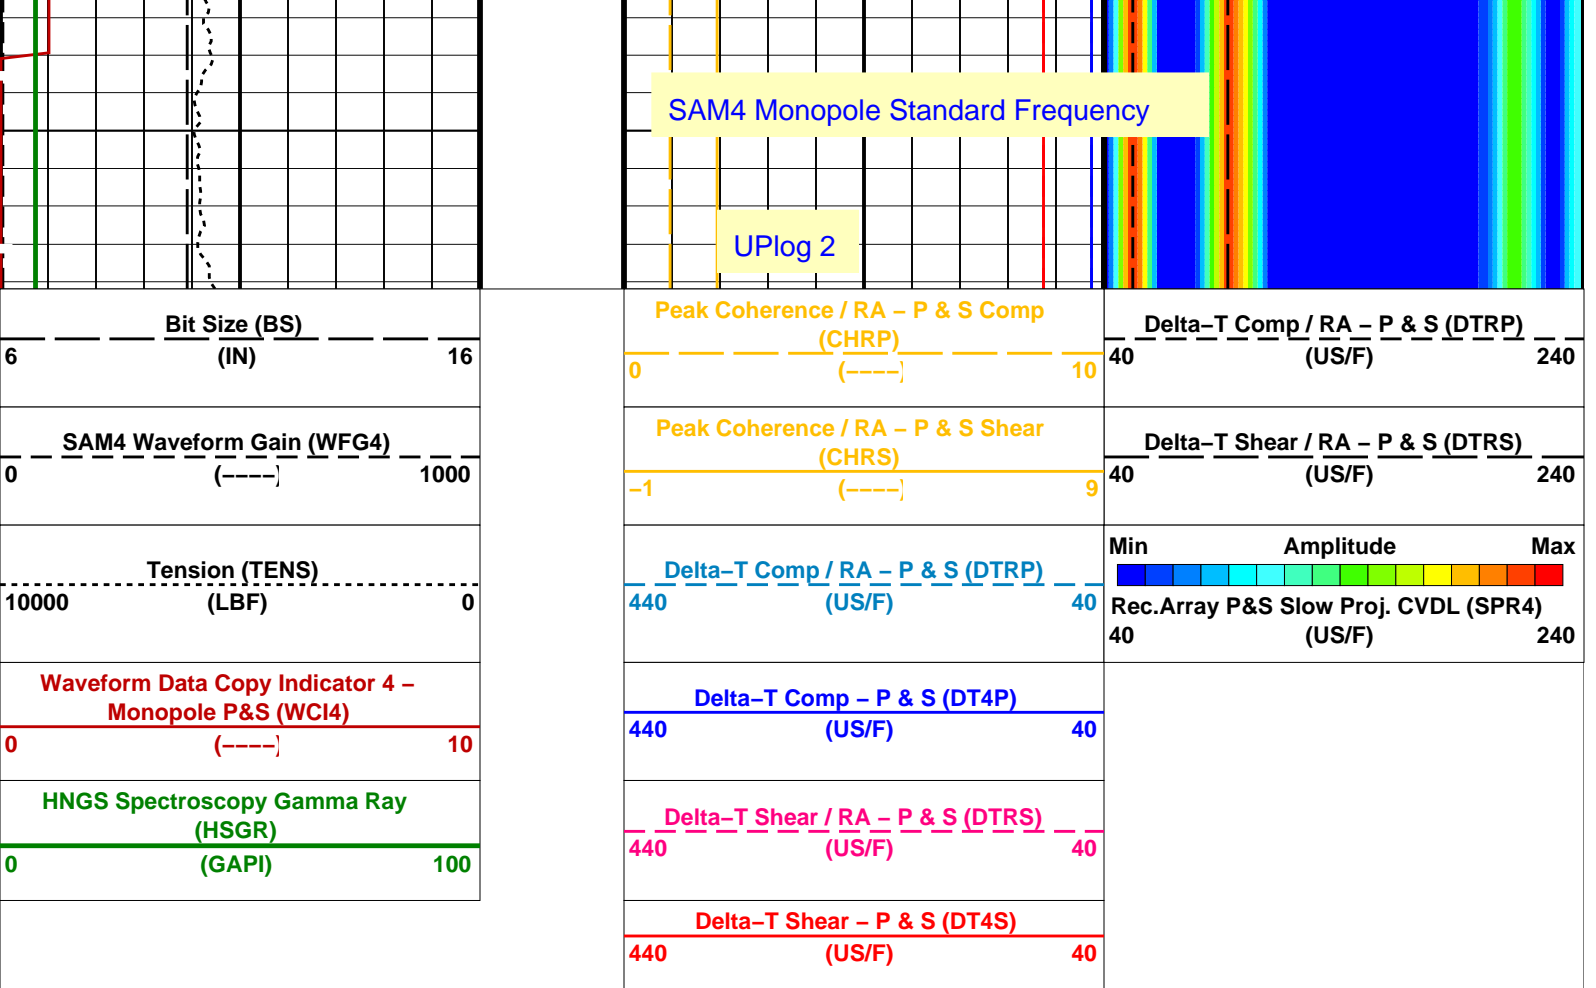 SAM4 Monopole Standard Frequency
UPlog 2
Bit Size (BS)
6 (IN) 16
SAM4 Waveform Gain (WFG4)
0 (−−−−) 1000
Tension (TENS)
10000 (LBF) 0
Waveform Data Copy Indicator 4 −
Monopole P&S (WCI4)
0 (−−−−) 10
HNGS Spectroscopy Gamma Ray
(HSGR)
0 (GAPI) 100
Peak Coherence / RA − P & S Comp
(CHRP)
0 (−−−−) 10
Peak Coherence / RA − P & S Shear
(CHRS)
−1 (−−−−) 9
Delta−T Comp / RA − P & S (DTRP)
440 (US/F) 40
Delta−T Comp − P & S (DT4P)
440 (US/F) 40
Delta−T Shear / RA − P & S (DTRS)
440 (US/F) 40
Delta−T Shear − P & S (DT4S)
440 (US/F) 40
Delta−T Comp / RA − P & S (DTRP)
40 (US/F) 240
Delta−T Shear / RA − P & S (DTRS)
40 (US/F) 240
Min Amplitude Max
Rec.Array P&S Slow Proj. CVDL (SPR4)
40 (US/F) 240